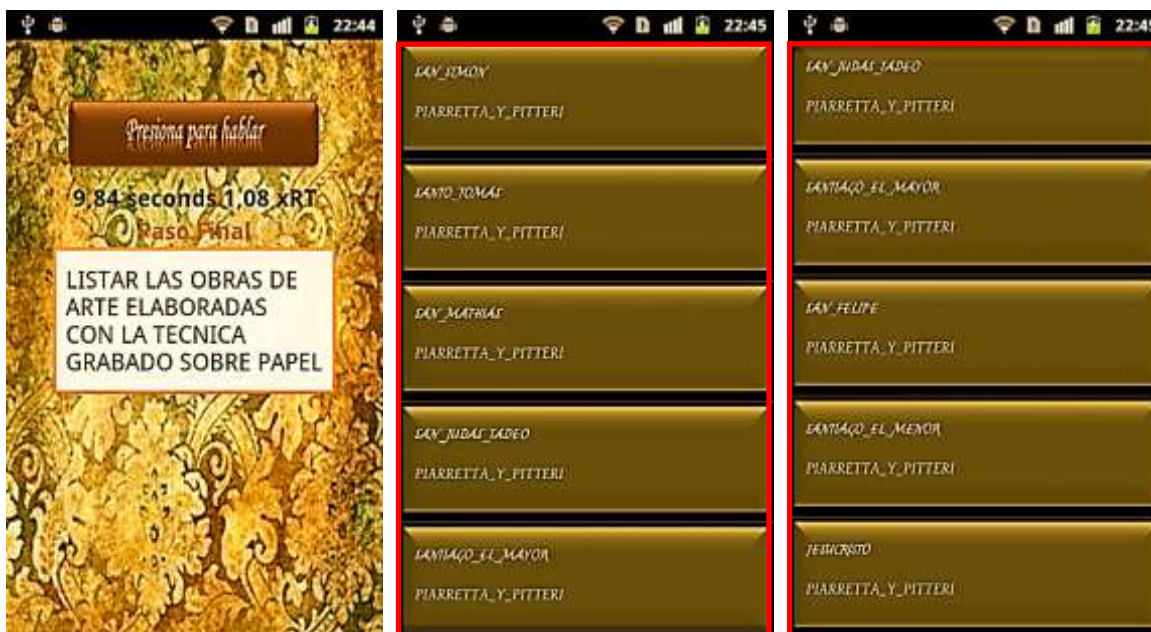 22:44
Presiona para hablar
9,84 seconds 1,08 xRT
Paso Final
LISTAR LAS OBRAS DE
ARTE ELABORADAS
CON LA TECNICA
GRABADO SOBRE PAPEL
22:45
SAN_SIMON
PIARRETTA_Y_PITTERI
SANTO_TOMAS
PIARRETTA_Y_PITTERI
SAN_MATHIAS
PIARRETTA_Y_PITTERI
SAN_JUDAS_TADEO
PIARRETTA_Y_PITTERI
SANTIAGO_EL_MAYOR
PIARRETTA_Y_PITTERI
22:45
SAN_JUDAS_TADEO
PIARRETTA_Y_PITTERI
SANTIAGO_EL_MAYOR
PIARRETTA_Y_PITTERI
SAN_FELIPE
PIARRETTA_Y_PITTERI
SANTIAGO_EL_MENOR
PIARRETTA_Y_PITTERI
JESUCRISTO
PIARRETTA_Y_PITTERI